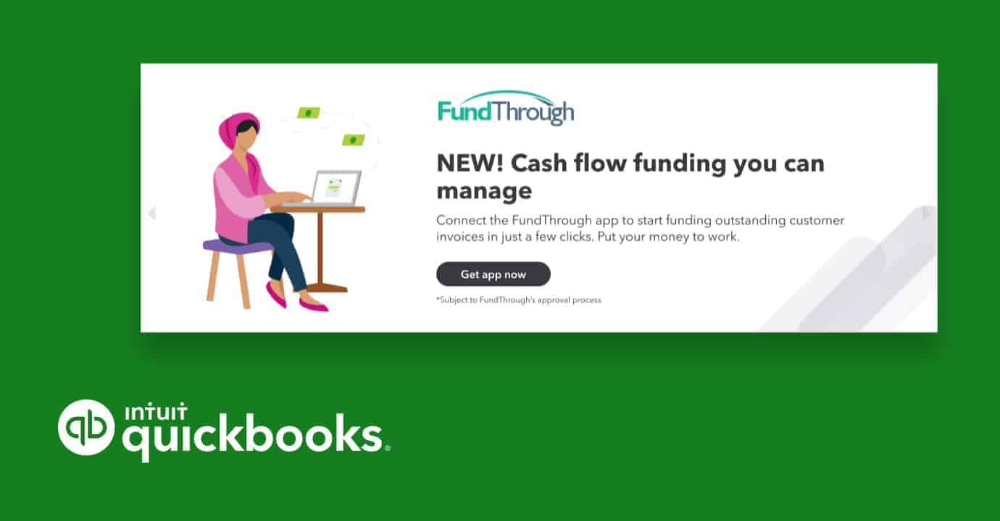 FundThrough
NEW! Cash flow funding you can
manage
Connect the FundThrough app to start funding outstanding customer
invoices in just a few clicks. Put your money to work.
Get app now
*Subject to FundThrough's approval process
qb
intuit
quickbooks®